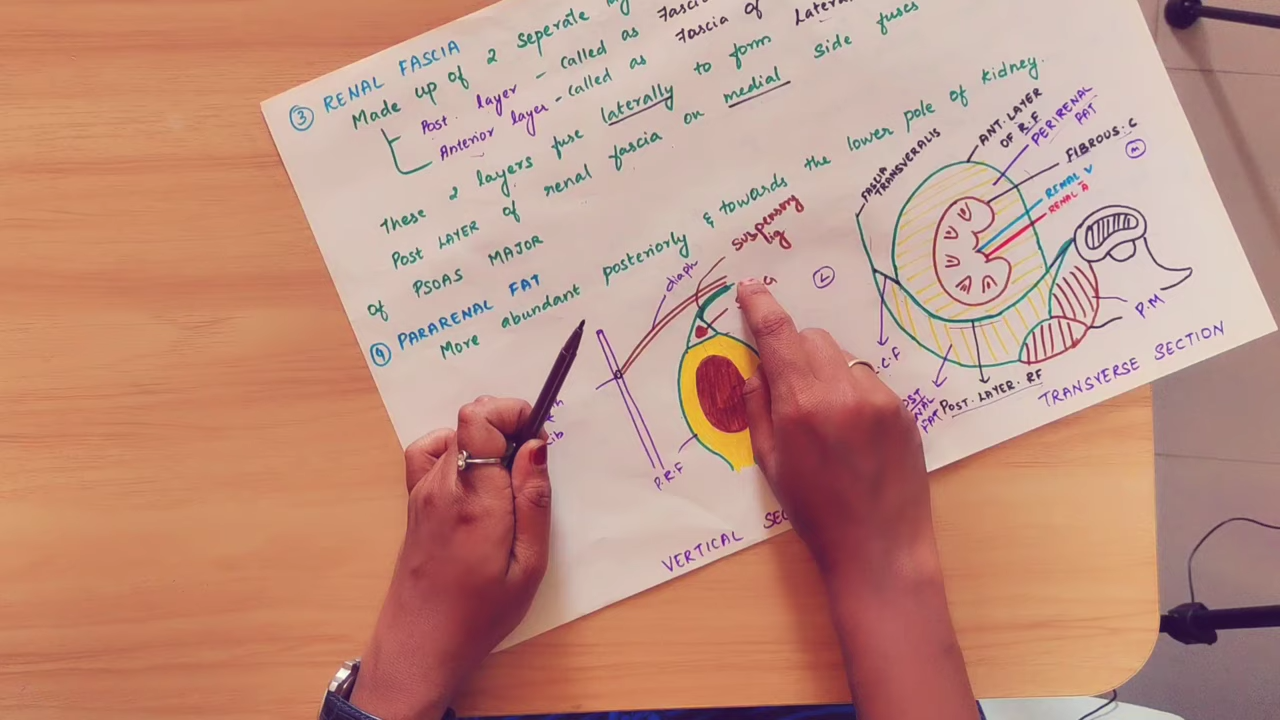 ③ RENAL FASCIA
Made up of 2 seperate
Post. layer - called as
Anterior layer - called as Fascia of
These 2 layers fuse laterally to form
Post LAYER of renal fascia on medial side fuses
of PSOAS MAJOR
④ PARARENAL FAT
More abundant posteriorly & towards the lower pole of kidney.
suspensory
lig
diaph
P.R.F
VERTICAL
L
FASCIA
TRANSVERALIS
ANT. LAYER
OF R.F
PERIRENAL
FAT
FIBROUS.C
M
RENAL V
RENAL A
P.M
POST. LAYER. RF
TRANSVERSE SECTION